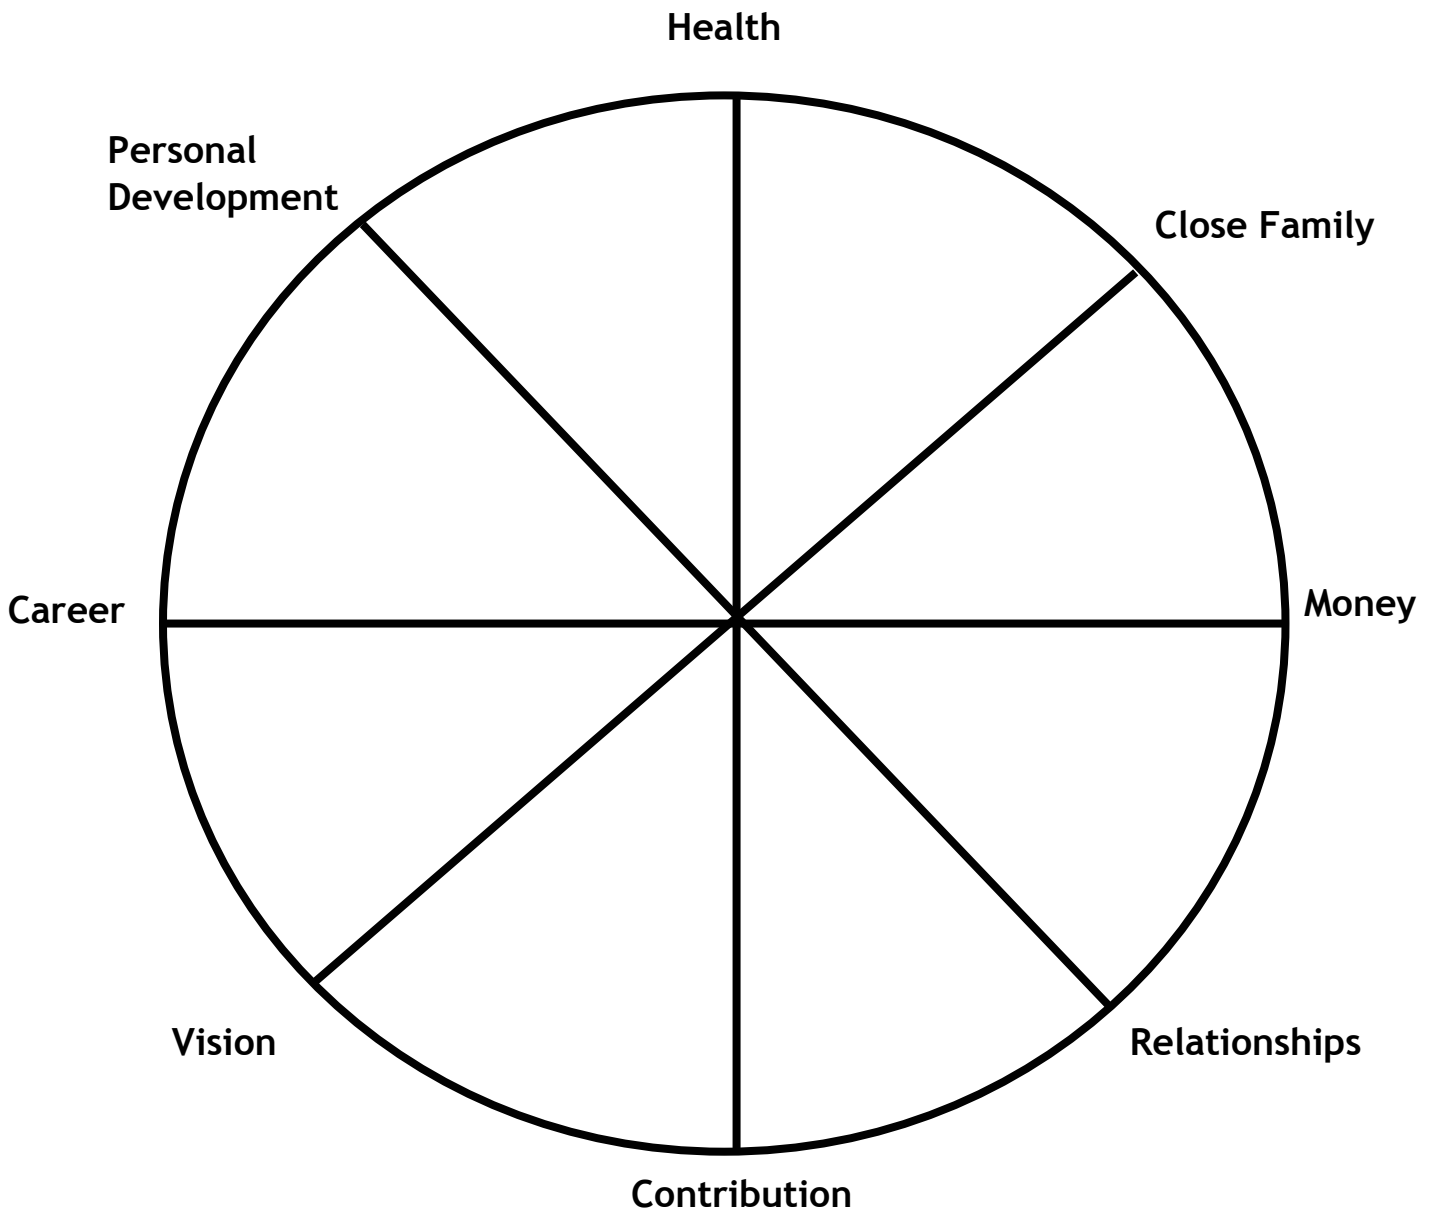 Health
Personal
Development
Close Family
Career
Money
Vision
Relationships
Contribution